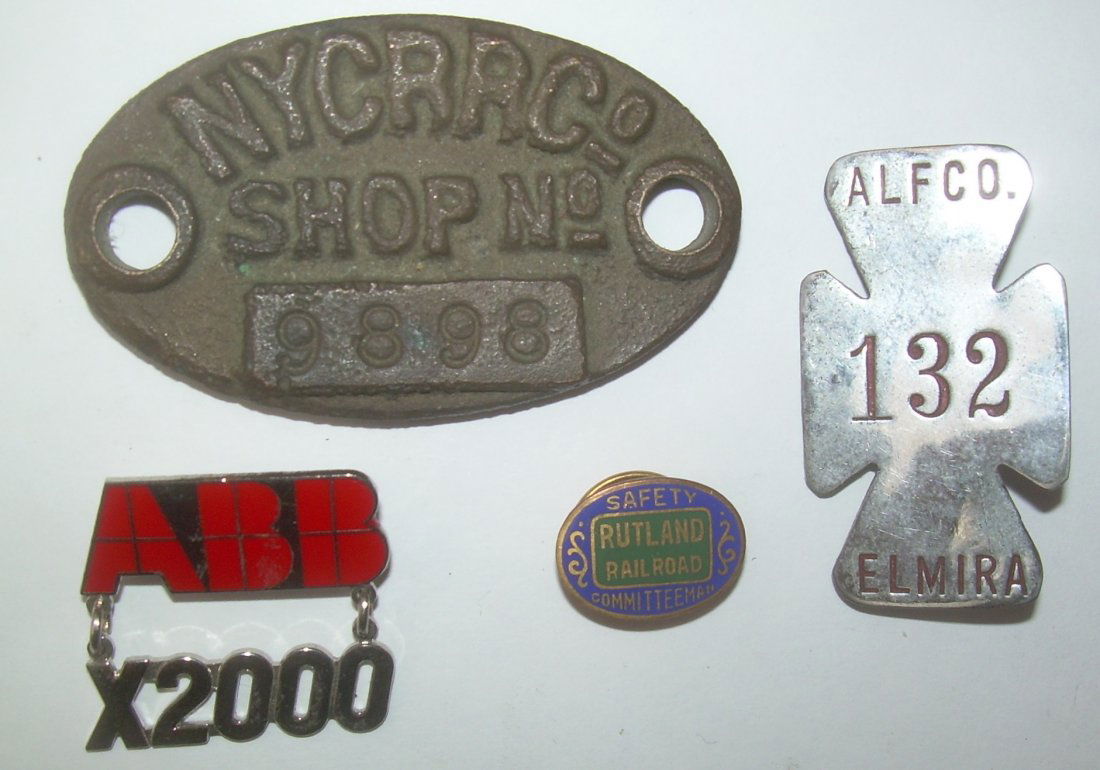 NYCRRCo
SHOP No
9898
ALFCO.
132
ELMIRA
ABB
X2000
SAFETY
RUTLAND
RAILROAD
COMMITTEEMAN